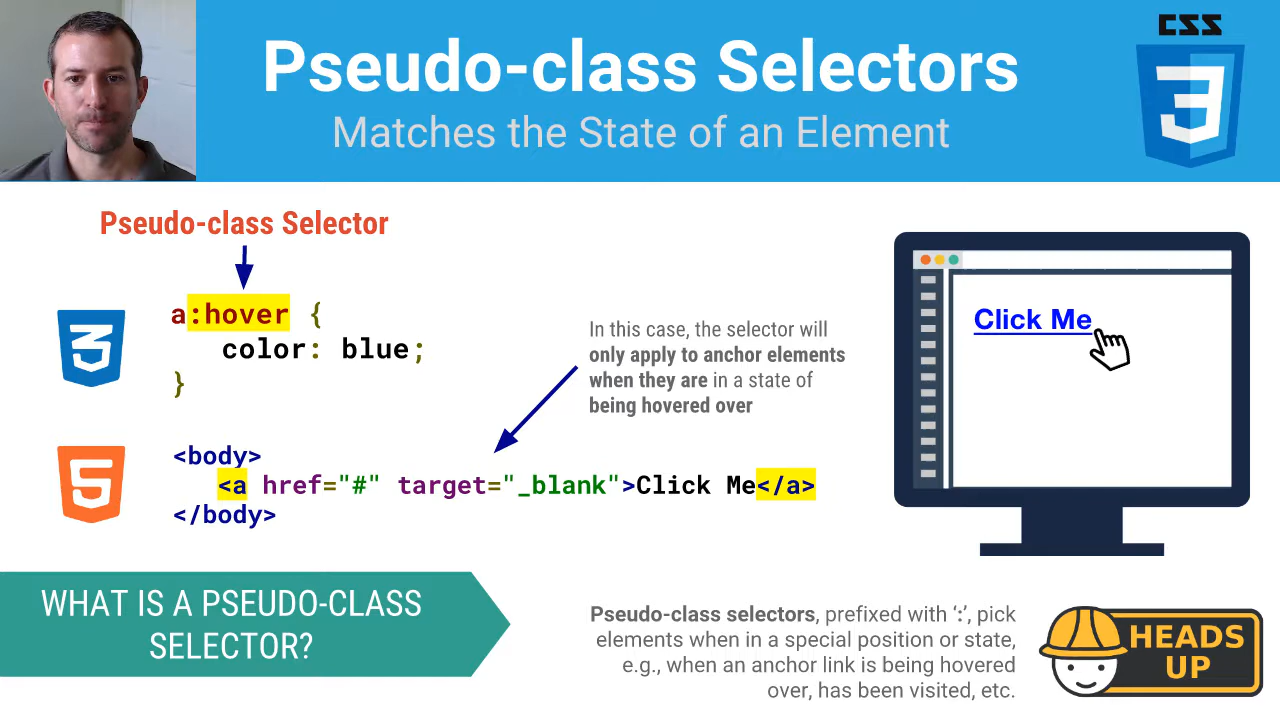 Pseudo-class Selectors
Matches the State of an Element
CSS
3
Pseudo-class Selector
3
a:hover {
color: blue;
}
In this case, the selector will
only apply to anchor elements
when they are in a state of
being hovered over
Click Me
5
<body>
<a href="#" target="_blank">Click Me</a>
</body>
WHAT IS A PSEUDO-CLASS
SELECTOR?
Pseudo-class selectors, prefixed with ‘:’, pick
elements when in a special position or state,
e.g., when an anchor link is being hovered
over, has been visited, etc.
HEADS
UP